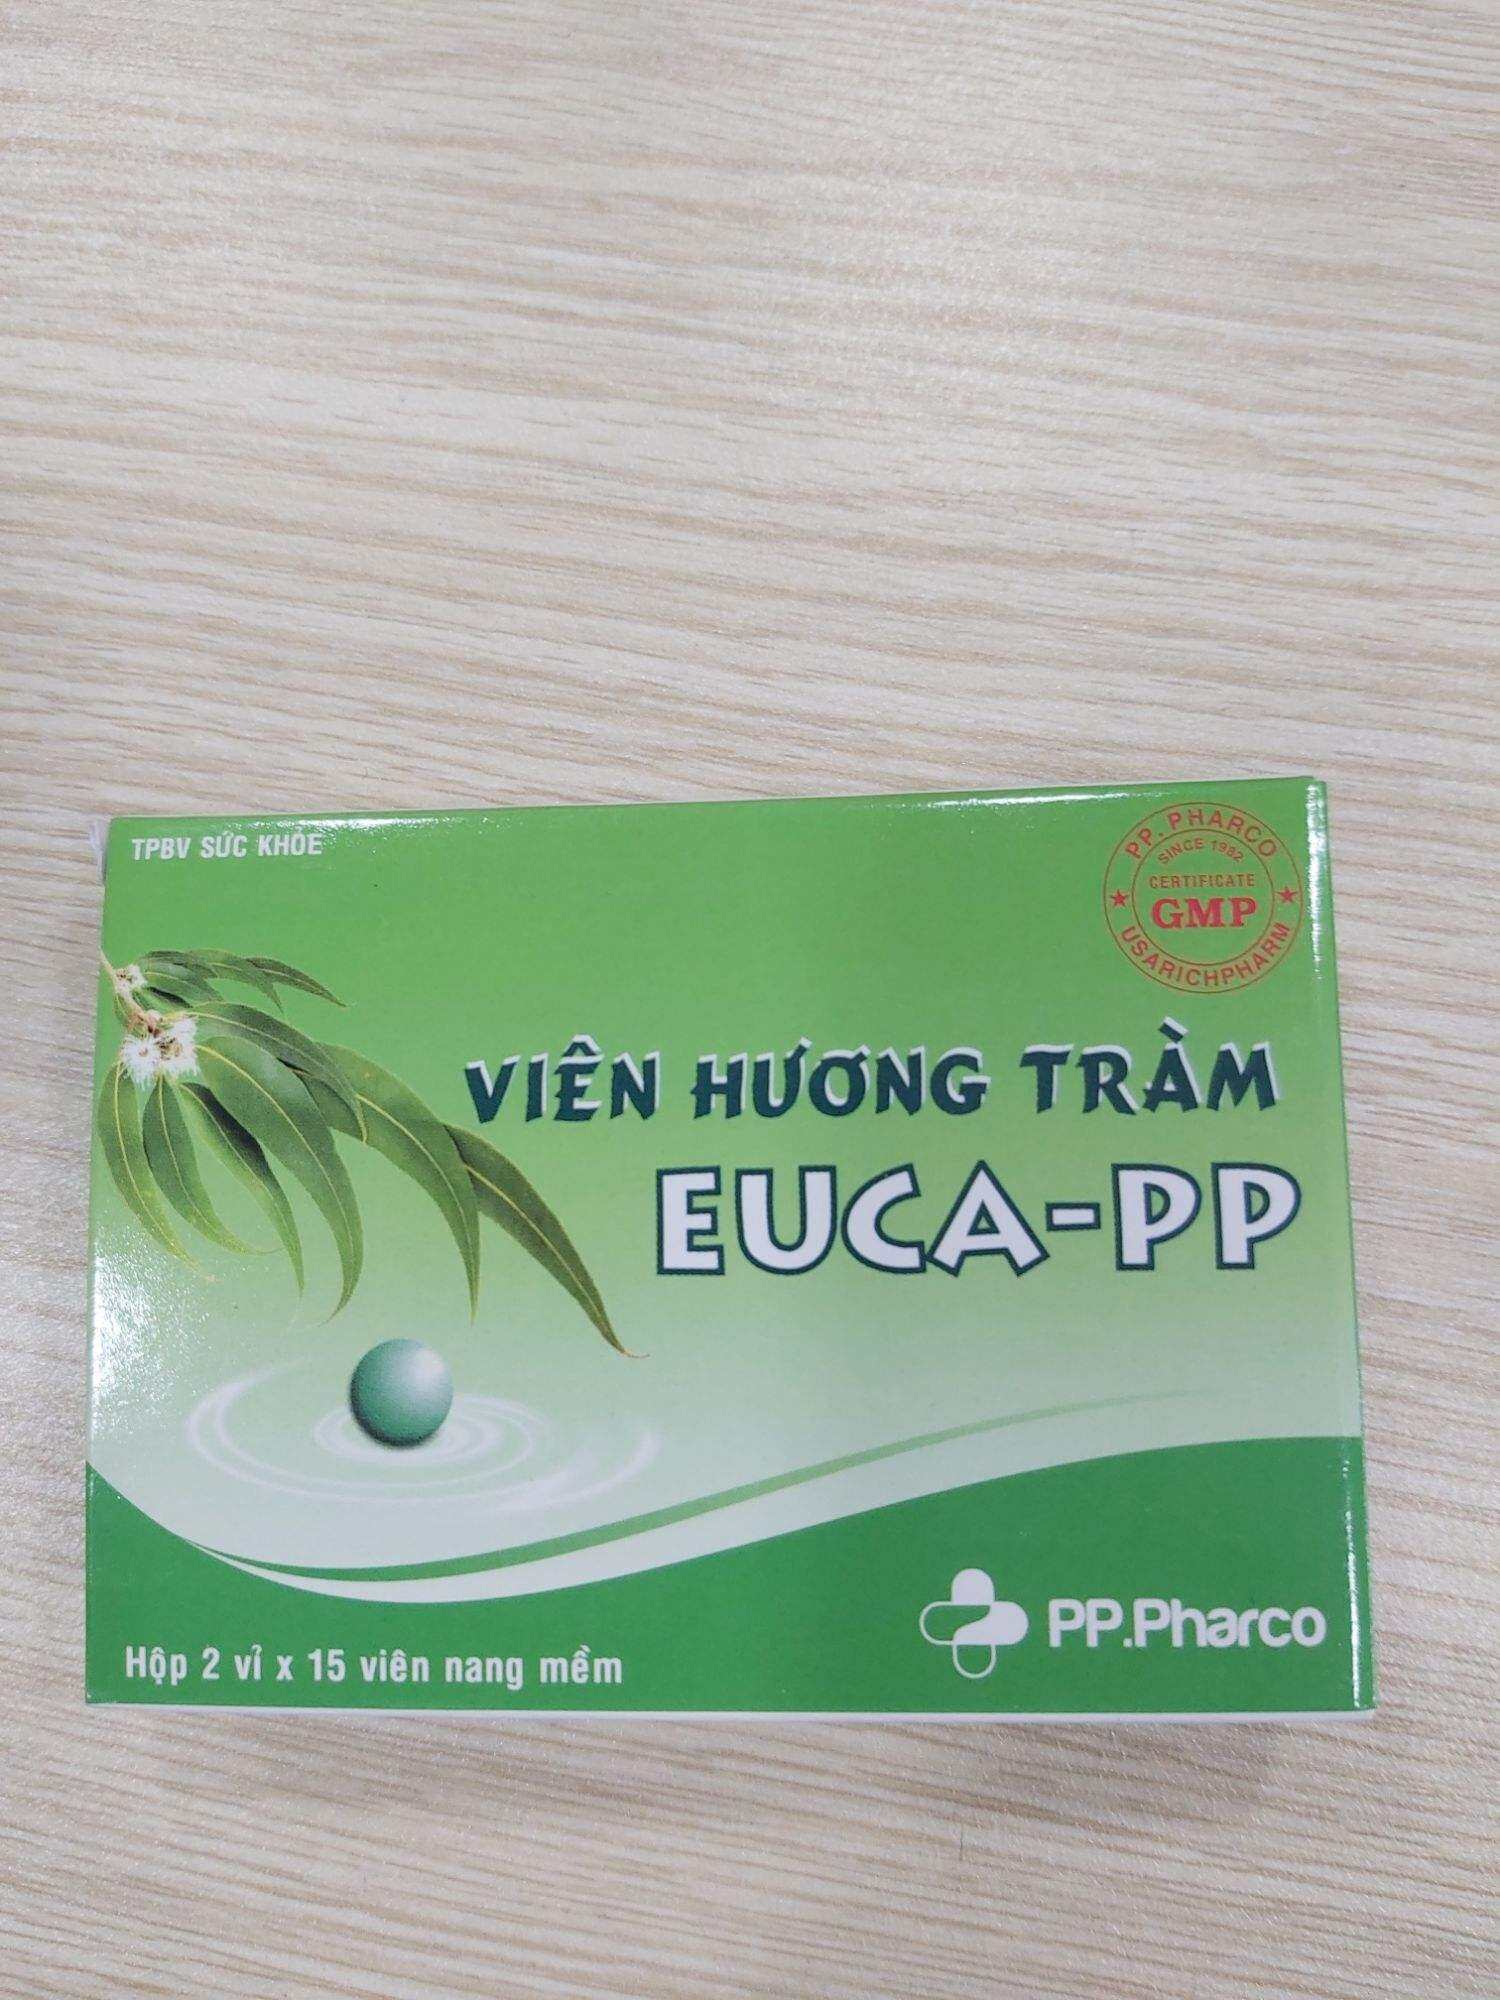 TPBV SỨC KHỎE
PP. PHARCO
SINCE 1982
CERTIFICATE
GMP
USARICHPHARM
VIÊN HƯƠNG TRÀM
EUCA-PP
PP.Pharco
Hộp 2 vỉ x 15 viên nang mềm